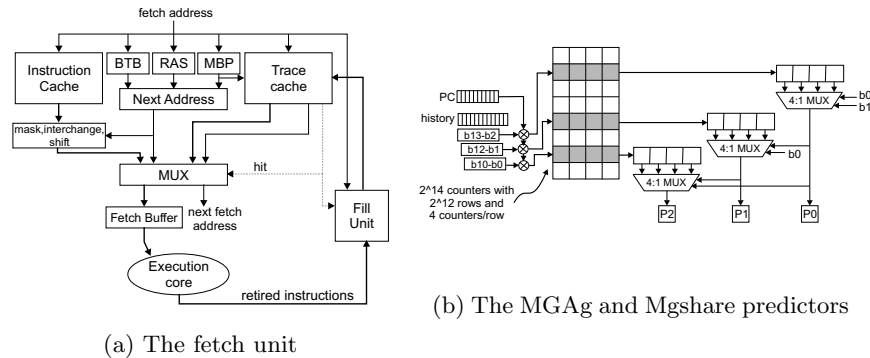 fetch address
Instruction
Cache
BTB
RAS
MBP
Trace
cache
Next Address
mask,interchange,
shift
MUX
hit
Fetch Buffer
next fetch
address
Fill
Unit
Execution
core
retired instructions
(a) The fetch unit
PC
history
b13-b2
b12-b1
b10-b0
2^14 counters with
2^12 rows and
4 counters/row
4:1 MUX
b0
b1
4:1 MUX
b0
4:1 MUX
P2
P1
P0
(b) The MGAg and Mgshare predictors